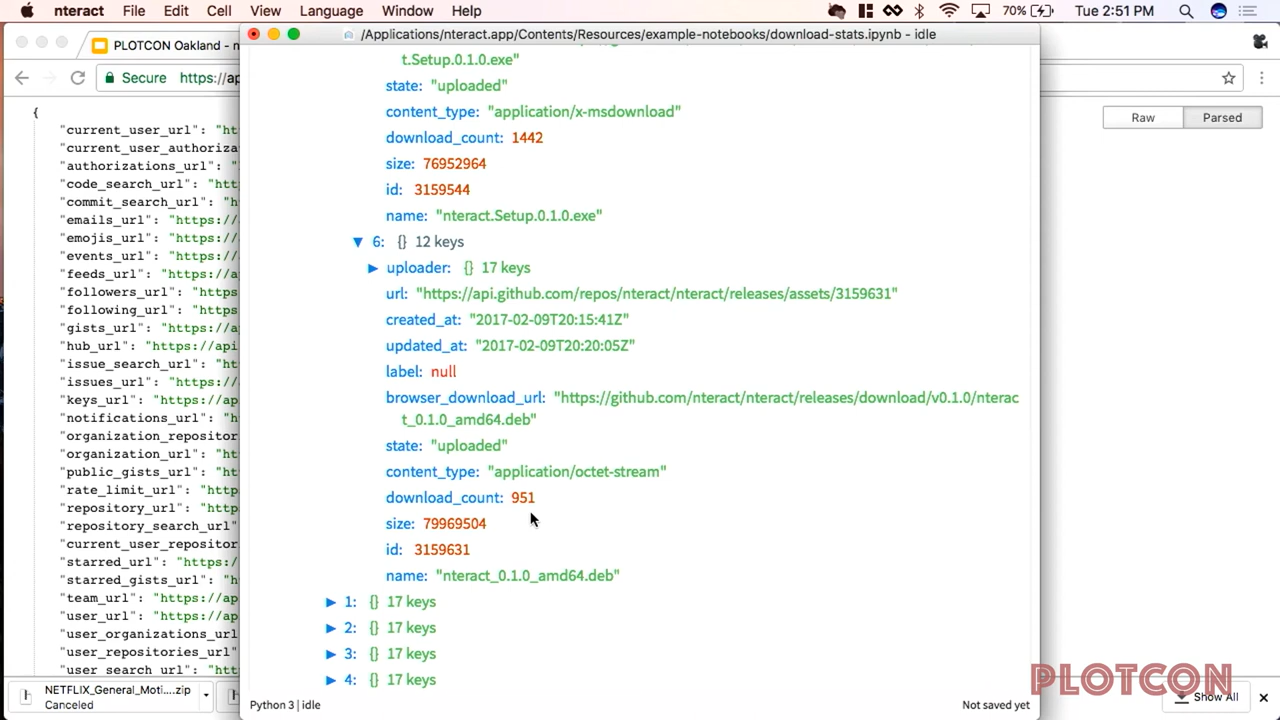 nteract File Edit Cell View Language Window Help 70% Tue 2:51 PM
PLOTCON Oakland - n
/Applications/nteract.app/Contents/Resources/example-notebooks/download-stats.ipynb - idle
Secure https://ap
Raw Parsed
{
"current_user_url": "ht
"current_user_authoriza
"authorizations_url": "
"code_search_url": "htt
"commit_search_url": "h
"emails_url": "https://
"emojis_url": "https://
"events_url": "https://
"feeds_url": "https://a
"followers_url": "https
"following_url": "https
"gists_url": "https://a
"hub_url": "https://api
"issue_search_url": "ht
"issues_url": "https://
"keys_url": "https://ap
"notifications_url": "h
"organization_repositor
"organization_url": "ht
"public_gists_url": "ht
"rate_limit_url": "http
"repository_url": "http
"repository_search_url"
"current_user_repositor
"starred_url": "https:/
"starred_gists_url": "h
"team_url": "https://ap
"user_url": "https://ap
"user_organizations_url
"user_repositories_url"
"user_search_url": "htt
t.Setup.0.1.0.exe"
state: "uploaded"
content_type: "application/x-msdownload"
download_count: 1442
size: 76952964
id: 3159544
name: "nteract.Setup.0.1.0.exe"
6: {} 12 keys
uploader: {} 17 keys
url: "https://api.github.com/repos/nteract/nteract/releases/assets/3159631"
created_at: "2017-02-09T20:15:41Z"
updated_at: "2017-02-09T20:20:05Z"
label: null
browser_download_url: "https://github.com/nteract/nteract/releases/download/v0.1.0/nterac
t_0.1.0_amd64.deb"
state: "uploaded"
content_type: "application/octet-stream"
download_count: 951
size: 79969504
id: 3159631
name: "nteract_0.1.0_amd64.deb"
1: {} 17 keys
2: {} 17 keys
3: {} 17 keys
4: {} 17 keys
PLOTCON
NETFLIX_General_Moti....zip
Canceled
Show All
Python 3 | idle
Not saved yet